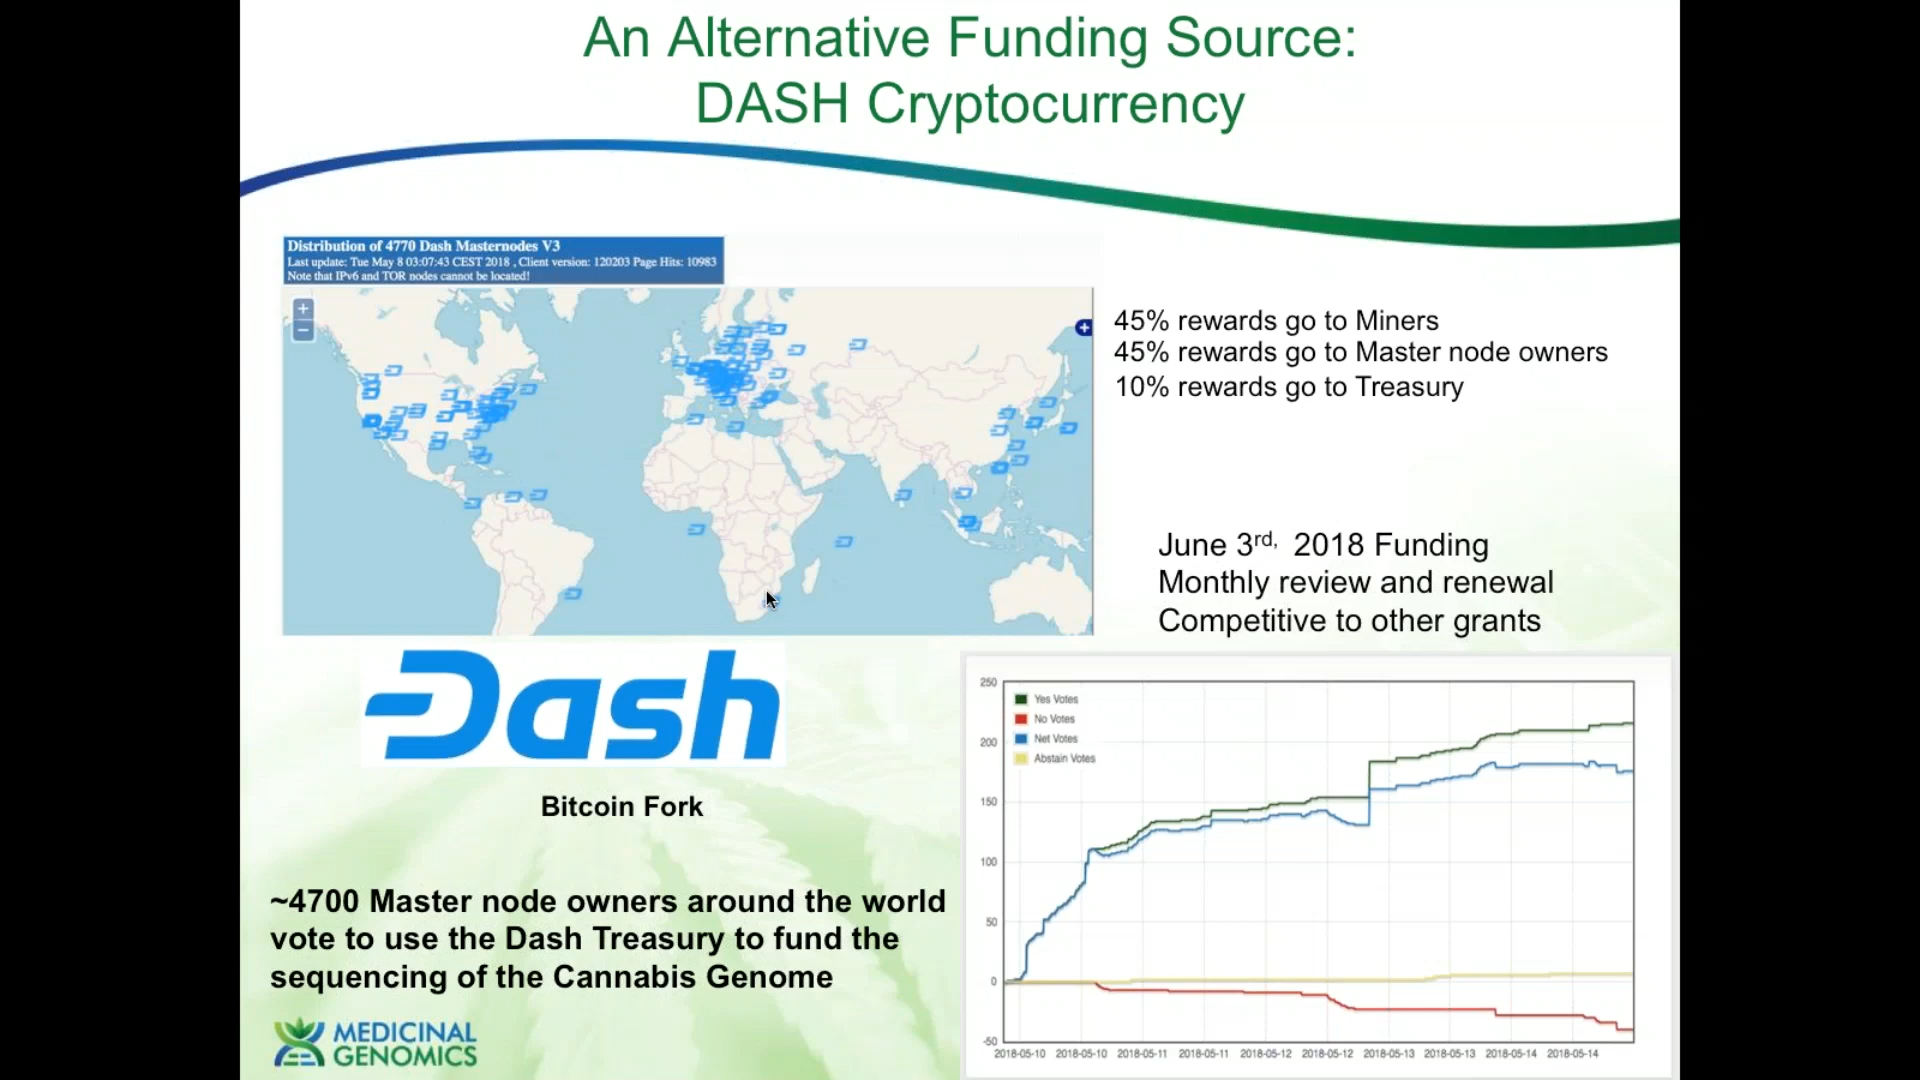 An Alternative Funding Source:
DASH Cryptocurrency
Distribution of 4770 Dash Masternodes V3
Last update: Tue May 8 03:07:43 CEST 2018 , Client version: 120203 Page Hits: 10983
Note that IPv6 and TOR nodes cannot be located!
+
−
+
45% rewards go to Miners
45% rewards go to Master node owners
10% rewards go to Treasury
June 3rd, 2018 Funding
Monthly review and renewal
Competitive to other grants
Dash
Bitcoin Fork
~4700 Master node owners around the world
vote to use the Dash Treasury to fund the
sequencing of the Cannabis Genome
MEDICINAL
GENOMICS
Yes Votes
No Votes
Net Votes
Abstain Votes
250
200
150
100
50
0
-50
2018-05-10 2018-05-10 2018-05-11 2018-05-11 2018-05-12 2018-05-12 2018-05-13 2018-05-13 2018-05-14 2018-05-14